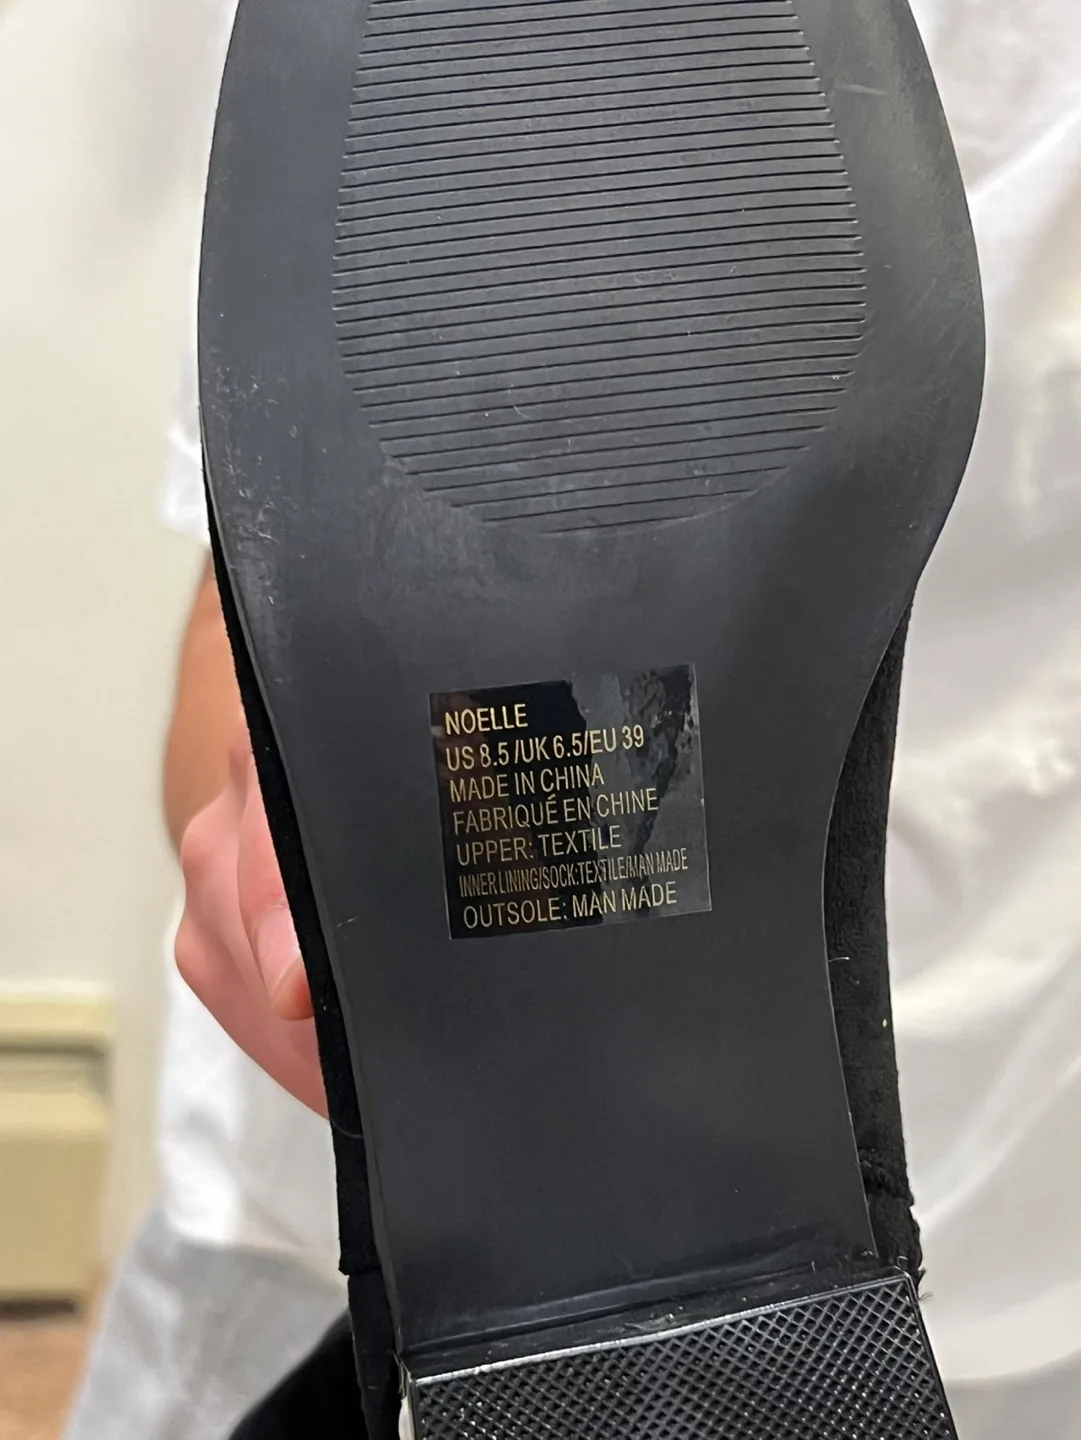 NOELLE
US 8.5/UK 6.5/EU 39
MADE IN CHINA
FABRIQUÉ EN CHINE
UPPER: TEXTILE
INNER LINING/SOCK:TEXTILE/MAN MADE
OUTSOLE: MAN MADE